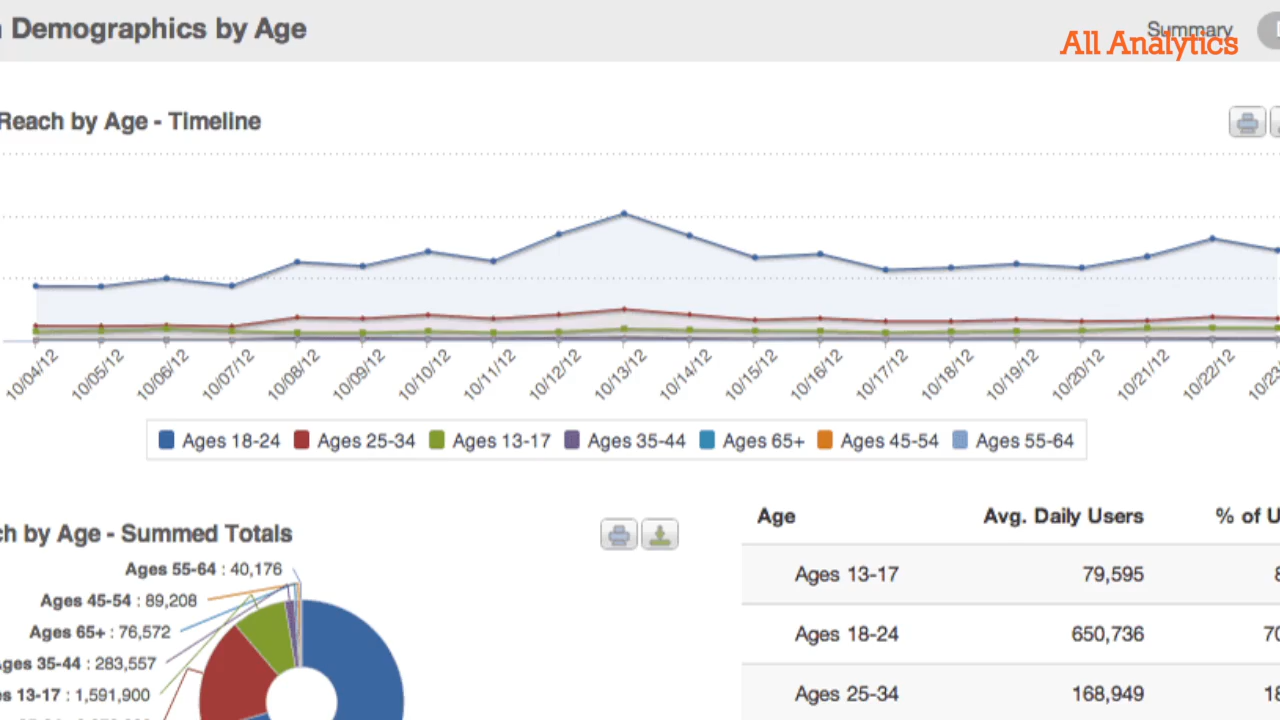 Demographics by Age
Summary
All Analytics
Reach by Age - Timeline
10/04/12 10/05/12 10/06/12 10/07/12 10/08/12 10/09/12 10/10/12 10/11/12 10/12/12 10/13/12 10/14/12 10/15/12 10/16/12 10/17/12 10/18/12 10/19/12 10/20/12 10/21/12 10/22/12 10/23
Ages 18-24 Ages 25-34 Ages 13-17 Ages 35-44 Ages 65+ Ages 45-54 Ages 55-64
ch by Age - Summed Totals
Ages 55-64 : 40,176
Ages 45-54 : 89,208
Ages 65+ : 76,572
ges 35-44 : 283,557
es 13-17 : 1,591,900
Age Avg. Daily Users % of U
Ages 13-17 79,595 8
Ages 18-24 650,736 70
Ages 25-34 168,949 18